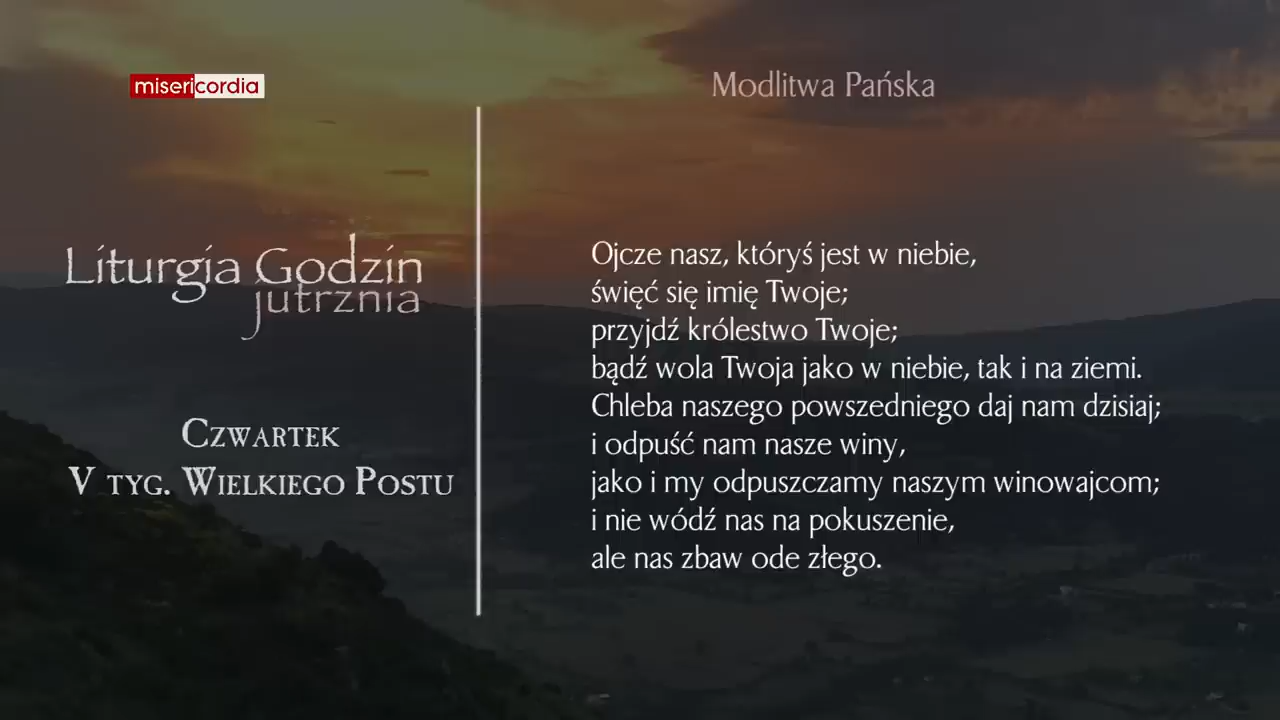 misericordia
Liturgia Godzin
jutrznia
Czwartek
V tyg. Wielkiego Postu
Modlitwa Pańska
Ojcze nasz, któryś jest w niebie,
święć się imię Twoje;
przyjdź królestwo Twoje;
bądź wola Twoja jako w niebie, tak i na ziemi.
Chleba naszego powszedniego daj nam dzisiaj;
i odpuść nam nasze winy,
jako i my odpuszczamy naszym winowajcom;
i nie wódź nas na pokuszenie,
ale nas zbaw ode złego.